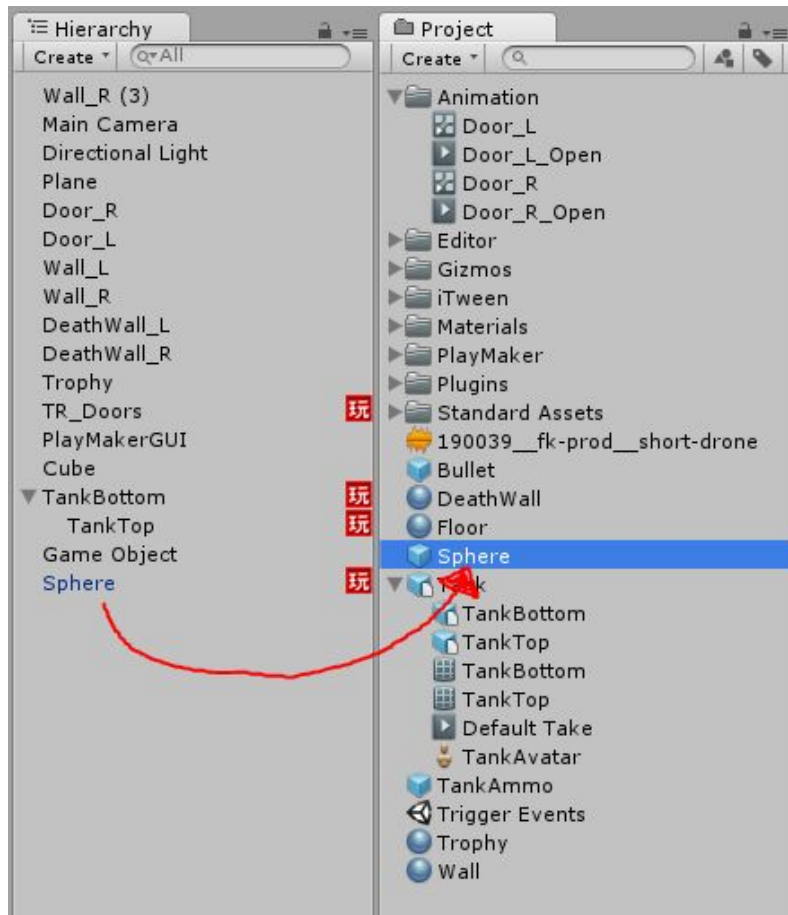 Hierarchy
Create
All
Wall_R (3)
Main Camera
Directional Light
Plane
Door_R
Door_L
Wall_L
Wall_R
DeathWall_L
DeathWall_R
Trophy
TR_Doors 玩
PlayMakerGUI
Cube
TankBottom 玩
TankTop 玩
Game Object
Sphere 玩
Project
Create
Animation
Door_L
Door_L_Open
Door_R
Door_R_Open
Editor
Gizmos
iTween
Materials
PlayMaker
Plugins
Standard Assets
190039__fk-prod__short-drone
Bullet
DeathWall
Floor
Sphere
Tank
TankBottom
TankTop
TankBottom
TankTop
Default Take
TankAvatar
TankAmmo
Trigger Events
Trophy
Wall